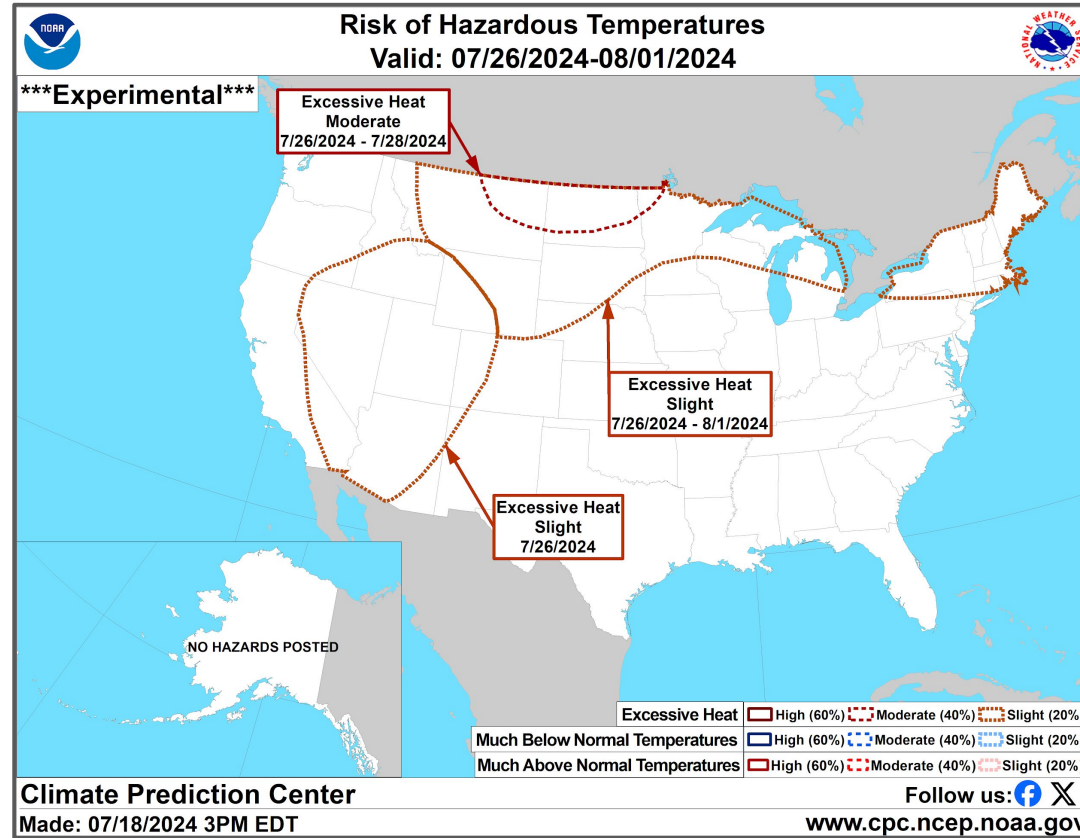 NOAA
Risk of Hazardous Temperatures
Valid: 07/26/2024-08/01/2024
NATIONAL WEATHER SERVICE
***Experimental***
Excessive Heat
Moderate
7/26/2024 - 7/28/2024
Excessive Heat
Slight
7/26/2024 - 8/1/2024
Excessive Heat
Slight
7/26/2024
NO HAZARDS POSTED
Excessive Heat High (60%) Moderate (40%) Slight (20%
Much Below Normal Temperatures High (60%) Moderate (40%) Slight (20%
Much Above Normal Temperatures High (60%) Moderate (40%) Slight (20%
Climate Prediction Center
Follow us:
Made: 07/18/2024 3PM EDT
www.cpc.ncep.noaa.gov